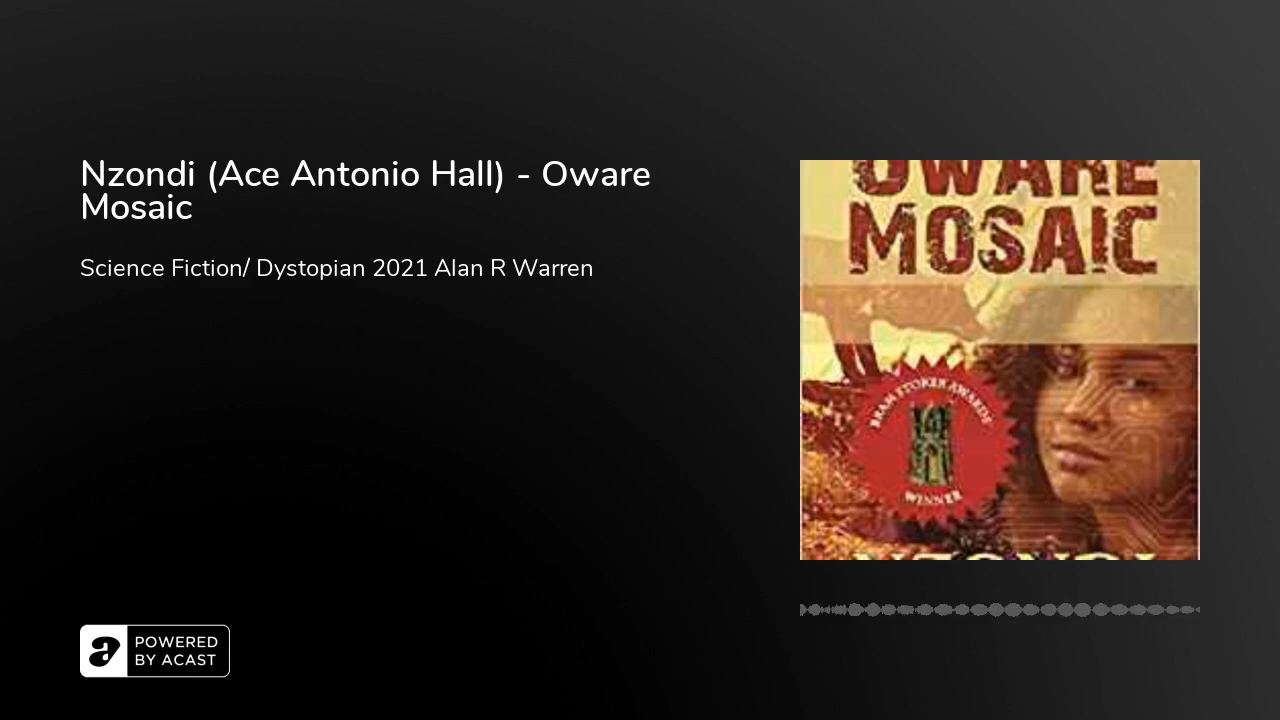 Nzondi (Ace Antonio Hall) - Oware
Mosaic
Science Fiction/ Dystopian 2021 Alan R Warren
OWARE
MOSAIC
BRAM STOKER AWARDS
WINNER
NZONDI
POWERED
BY ACAST